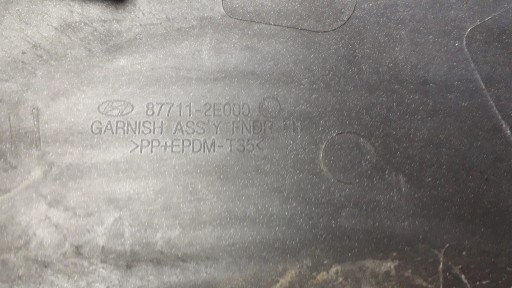 87711-2E000
GARNISH ASS'Y FNDR
>PP+EPDM-T35<